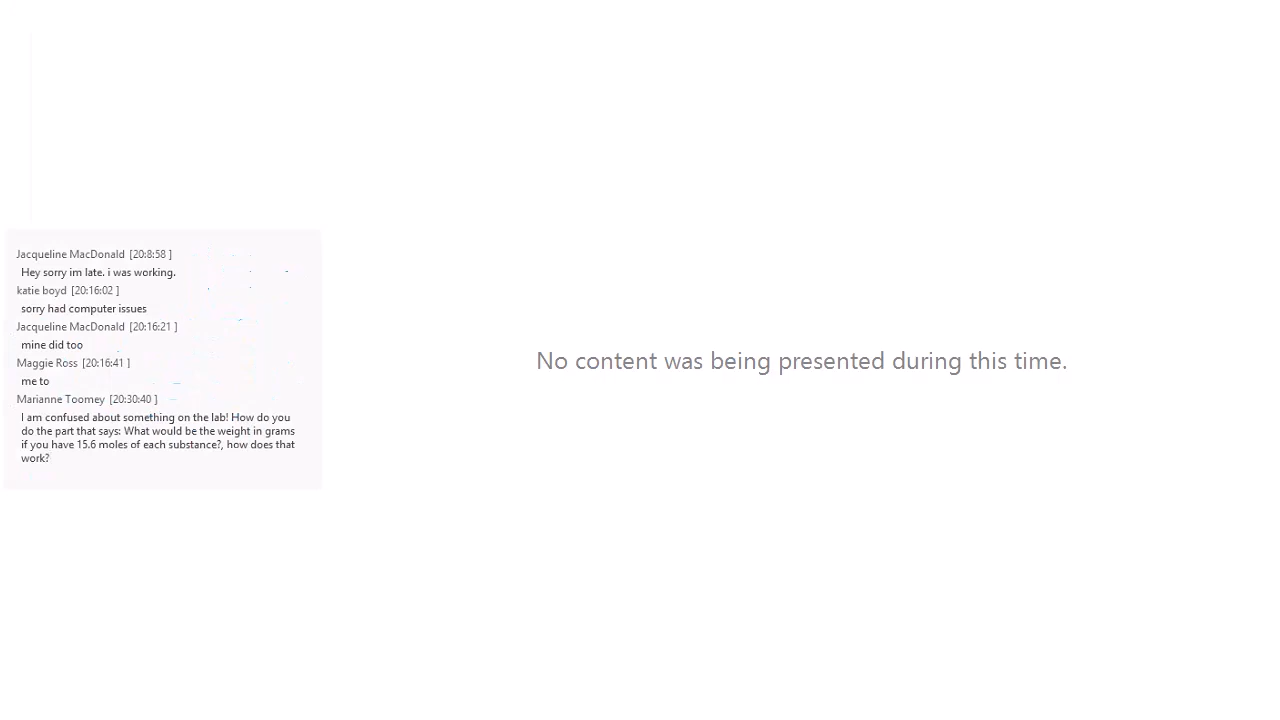 Jacqueline MacDonald [20:8:58 ]
Hey sorry im late. i was working.
katie boyd [20:16:02 ]
sorry had computer issues
Jacqueline MacDonald [20:16:21 ]
mine did too
Maggie Ross [20:16:41 ]
me to
Marianne Toomey [20:30:40 ]
I am confused about something on the lab! How do you
do the part that says: What would be the weight in grams
if you have 15.6 moles of each substance?, how does that
work?
No content was being presented during this time.